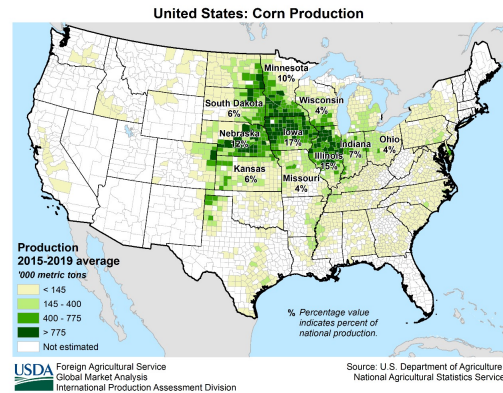 United States: Corn Production
Minnesota
10%
South Dakota
6%
Wisconsin
4%
Nebraska
12%
Iowa
17%
Illinois
15%
Indiana
7%
Ohio
4%
Kansas
6%
Missouri
4%
Production
2015-2019 average
'000 metric tons
< 145
145 - 400
400 - 775
> 775
Not estimated
% Percentage value
indicates percent of
national production.
USDA
Foreign Agricultural Service
Global Market Analysis
International Production Assessment Division
Source: U.S. Department of Agriculture
National Agricultural Statistics Service